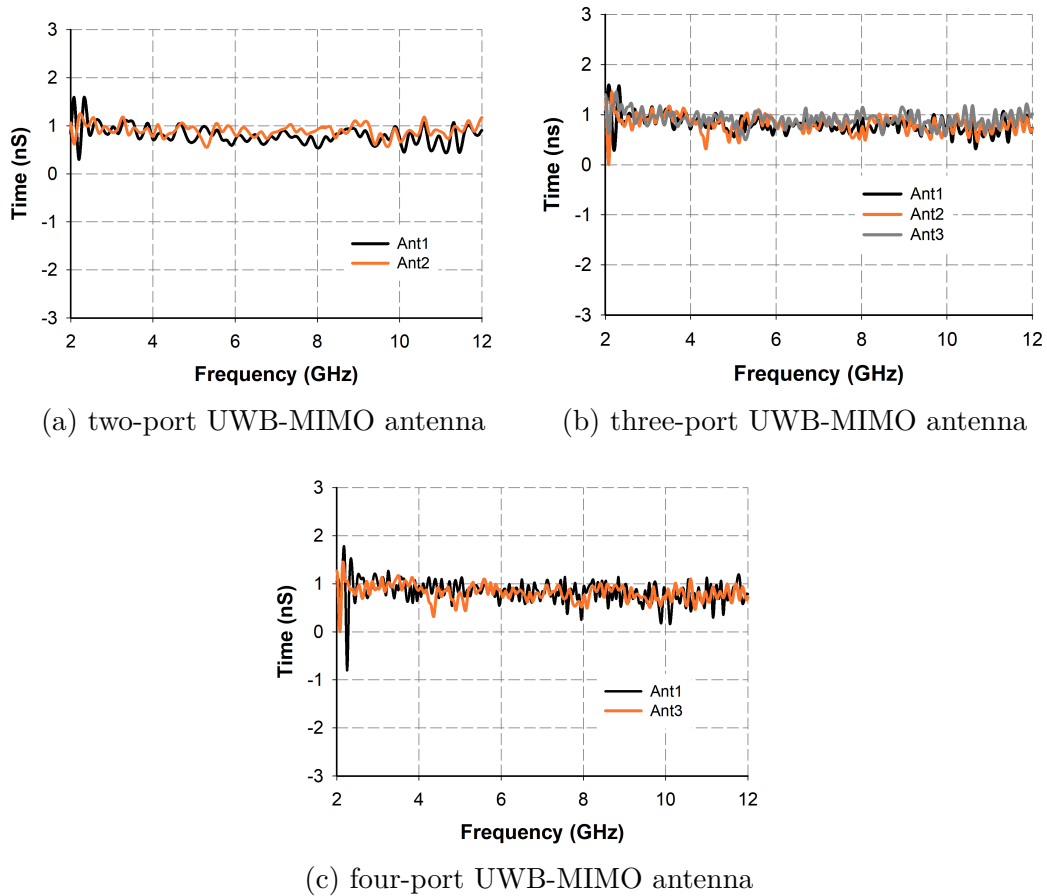 3
2
1
0
-1
-2
-3
Time (nS)
Ant1
Ant2
2 4 6 8 10 12
Frequency (GHz)
(a) two-port UWB-MIMO antenna
3
2
1
0
-1
-2
-3
Time (ns)
Ant1
Ant2
Ant3
2 4 6 8 10 12
Frequency (GHz)
(b) three-port UWB-MIMO antenna
3
2
1
0
-1
-2
-3
Time (nS)
Ant1
Ant3
2 4 6 8 10 12
Frequency (GHz)
(c) four-port UWB-MIMO antenna